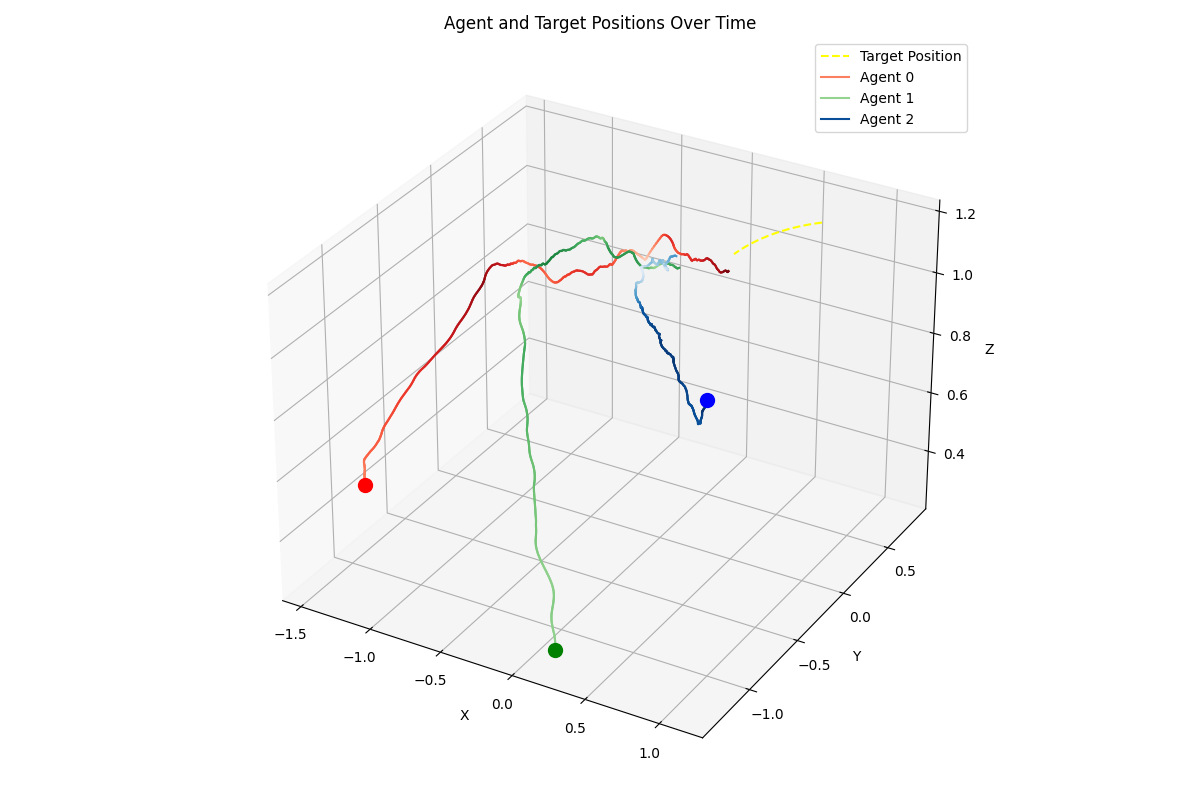 Agent and Target Positions Over Time
Target Position
Agent 0
Agent 1
Agent 2
1.2
1.0
Z
0.8
0.6
0.4
0.5
0.0
Y
−0.5
−1.0
−1.5
−1.0
−0.5
0.0
X
0.5
1.0